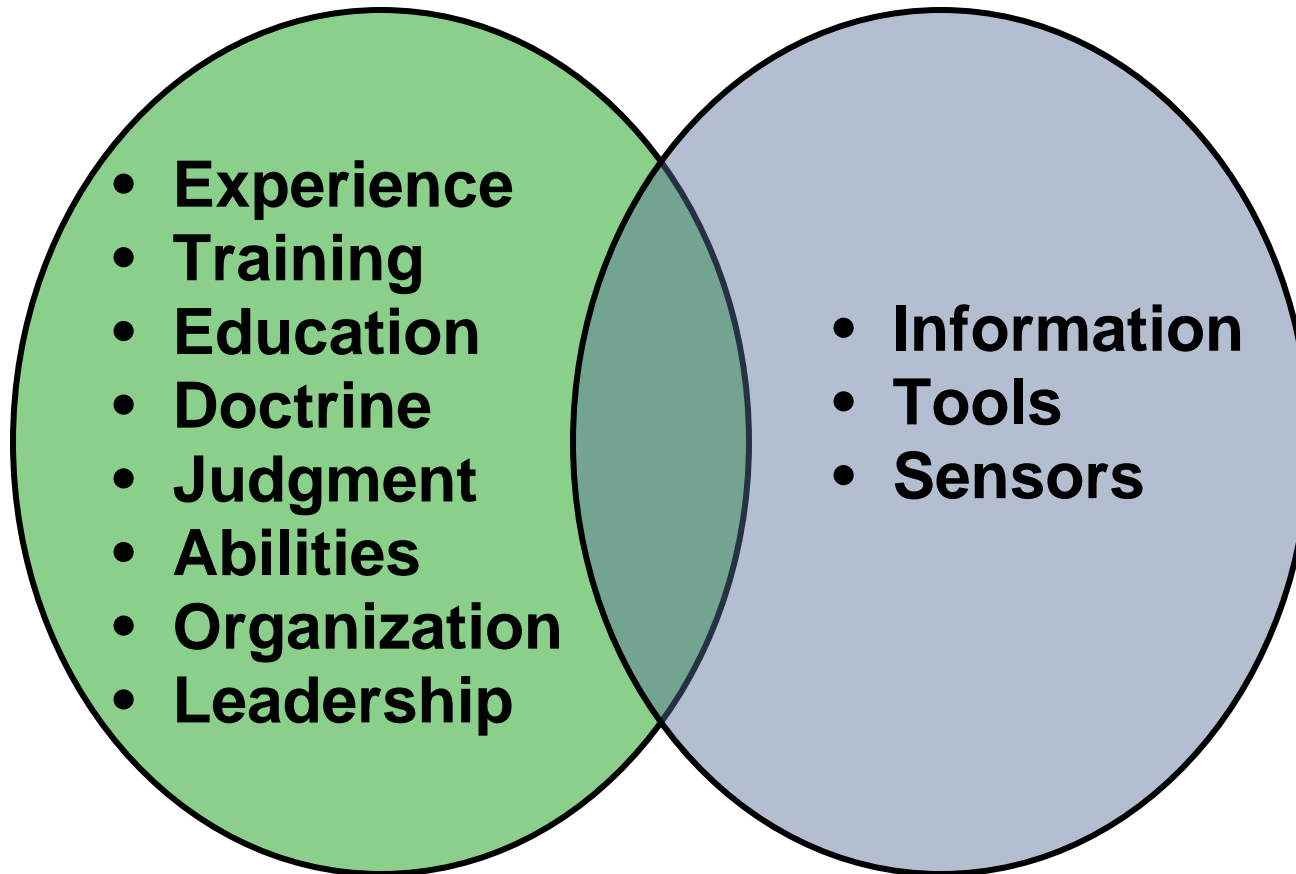 • Experience
• Training
• Education
• Doctrine
• Judgment
• Abilities
• Organization
• Leadership
• Information
• Tools
• Sensors